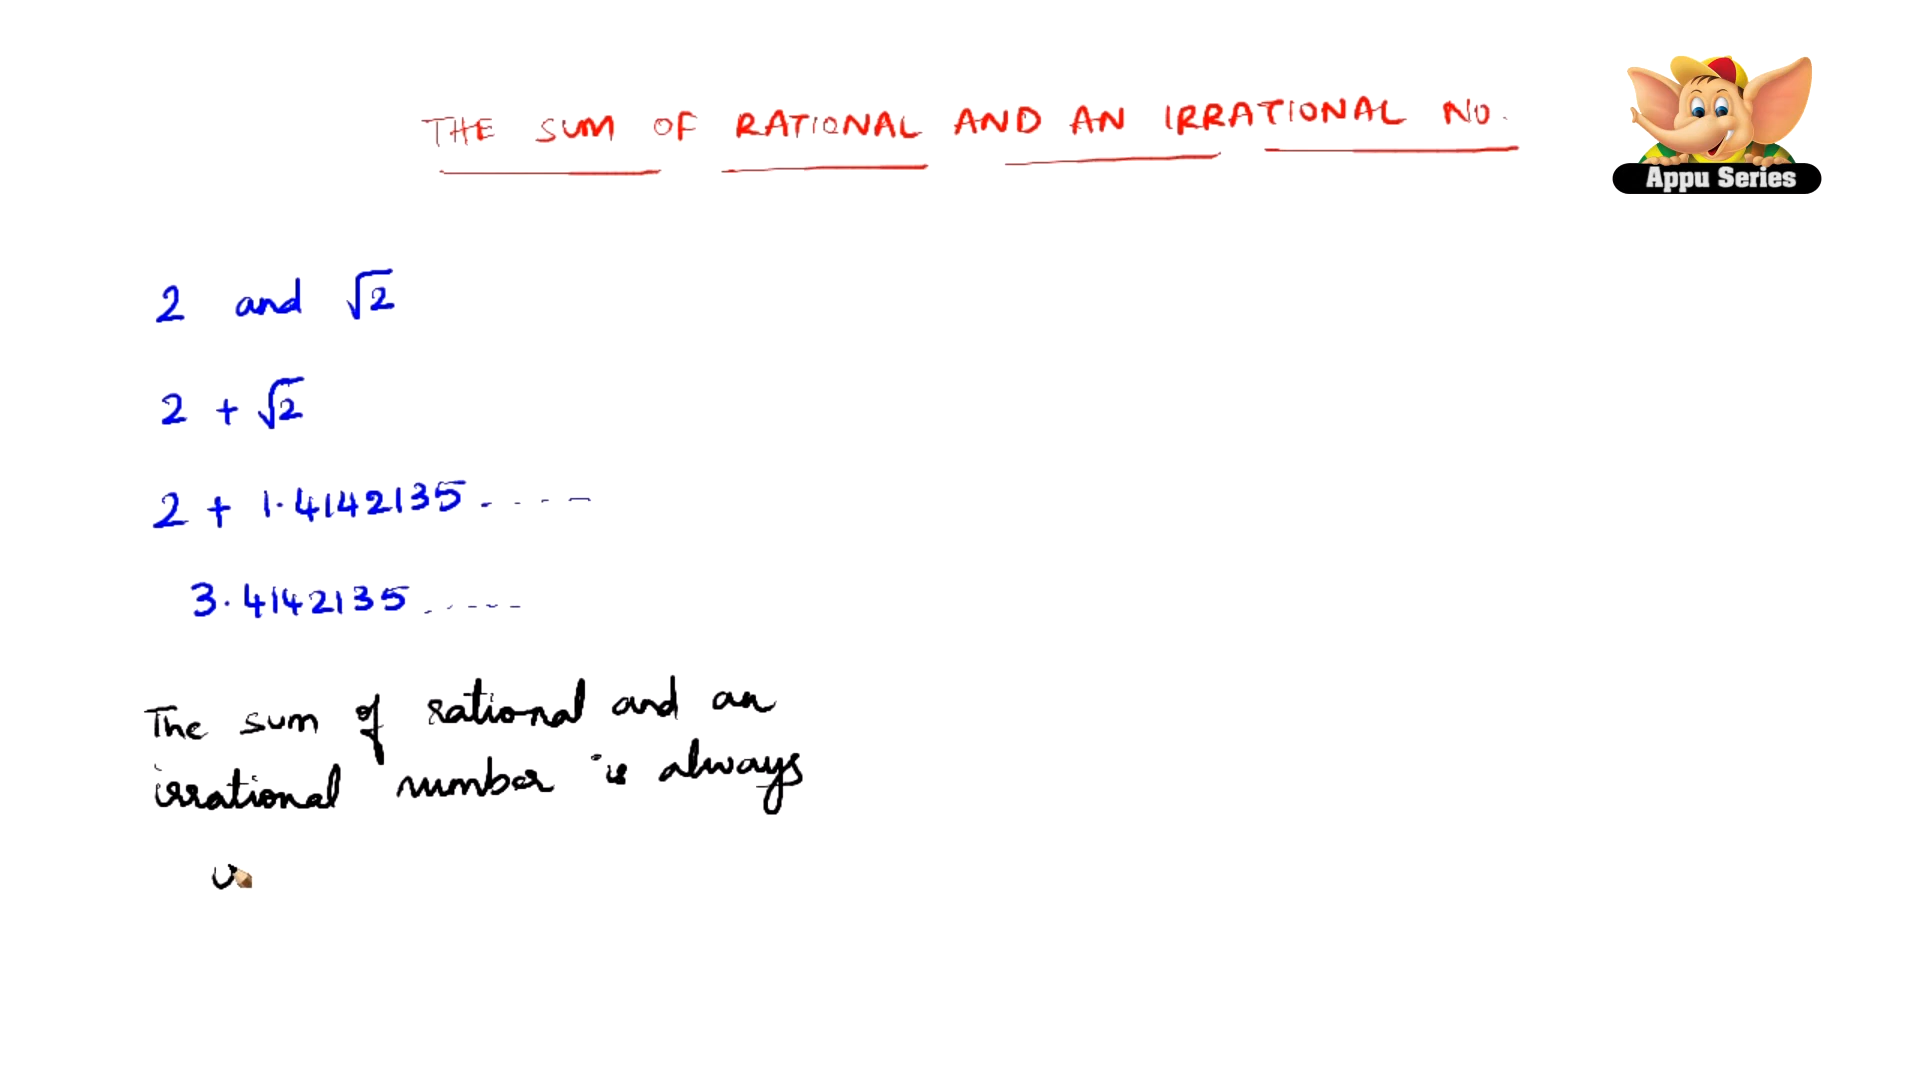 THE SUM OF RATIONAL AND AN IRRATIONAL NO.
Appu Series
2 and √2
2 + √2
2 + 1.4142135.....
3.4142135.....
The sum of rational and an
irrational number is always